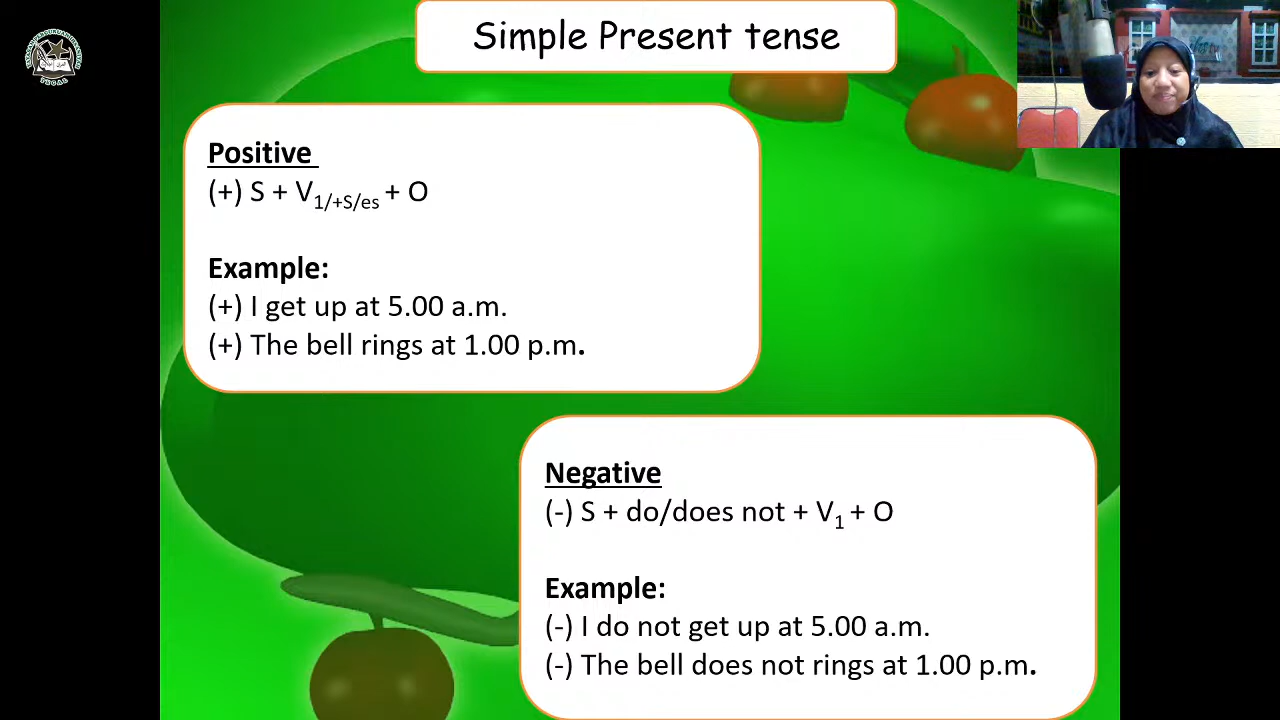 Simple Present tense
Positive
(+) S + V1/+S/es + O
Example:
(+) I get up at 5.00 a.m.
(+) The bell rings at 1.00 p.m.
Negative
(-) S + do/does not + V1 + O
Example:
(-) I do not get up at 5.00 a.m.
(-) The bell does not rings at 1.00 p.m.